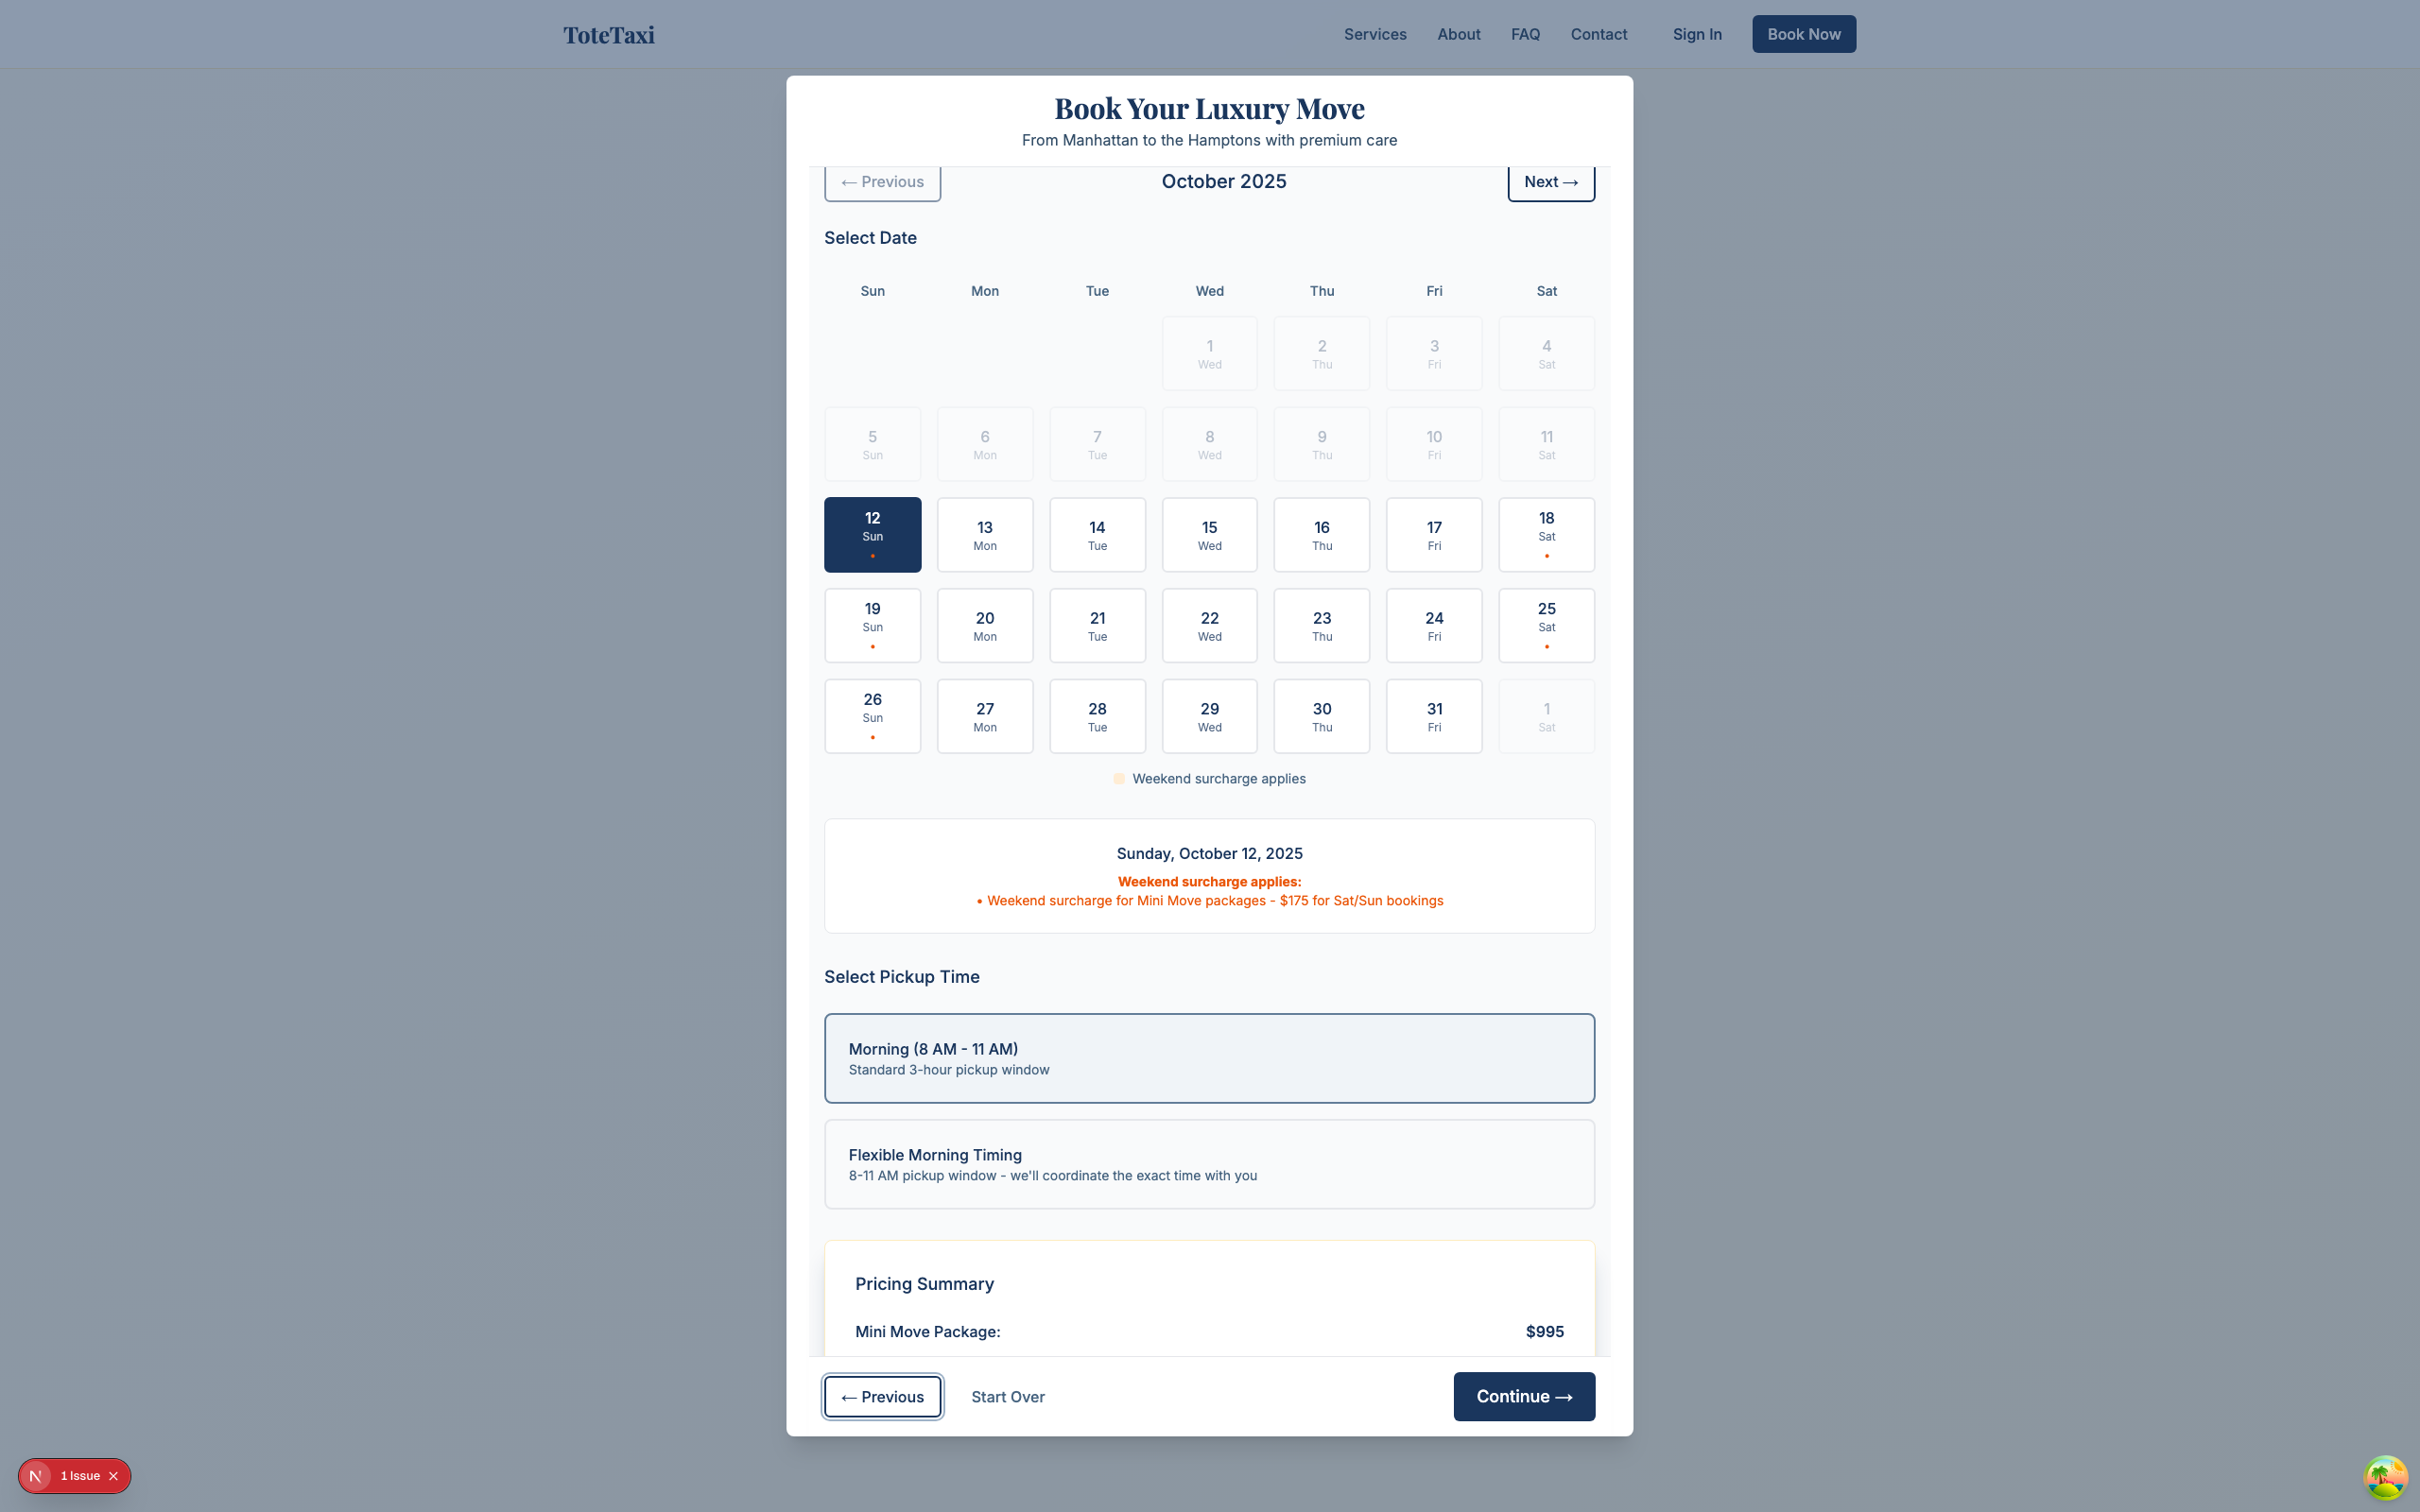 ToteTaxi
Services About FAQ Contact Sign In Book Now
Book Your Luxury Move
From Manhattan to the Hamptons with premium care
← Previous October 2025 Next →
Select Date
Sun Mon Tue Wed Thu Fri Sat
1 2 3 4
Wed Thu Fri Sat
5 6 7 8 9 10 11
Sun Mon Tue Wed Thu Fri Sat
12 13 14 15 16 17 18
Sun Mon Tue Wed Thu Fri Sat
19 20 21 22 23 24 25
Sun Mon Tue Wed Thu Fri Sat
26 27 28 29 30 31 1
Sun Mon Tue Wed Thu Fri Sat
Weekend surcharge applies
Sunday, October 12, 2025
Weekend surcharge applies:
• Weekend surcharge for Mini Move packages - $175 for Sat/Sun bookings
Select Pickup Time
Morning (8 AM - 11 AM)
Standard 3-hour pickup window
Flexible Morning Timing
8-11 AM pickup window - we'll coordinate the exact time with you
Pricing Summary
Mini Move Package: $995
← Previous Start Over Continue →
N 1 Issue ×